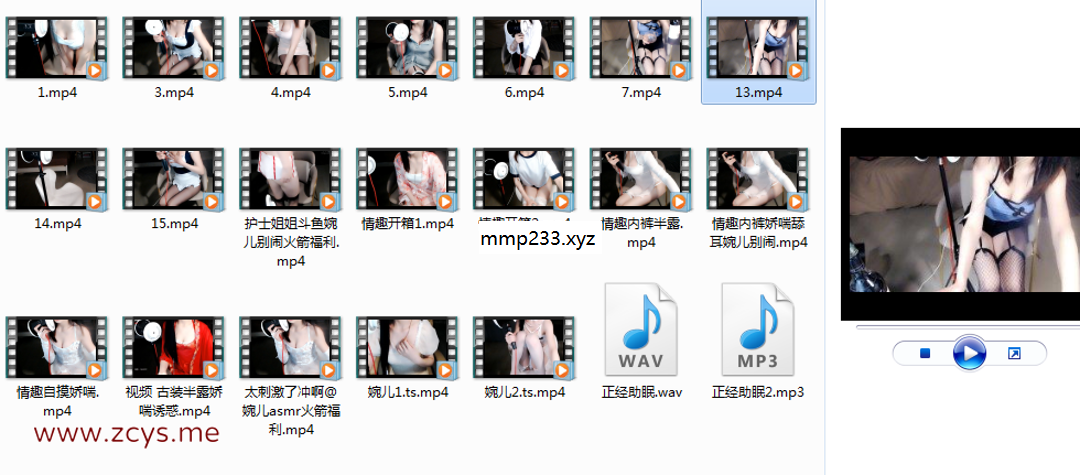 1.mp4
3.mp4
4.mp4
5.mp4
6.mp4
7.mp4
13.mp4
14.mp4
15.mp4
护士姐姐斗鱼婉
儿别闹火箭福利.
mp4
情趣开箱1.mp4
mmp233.xyz
情趣内裤半露.
mp4
情趣内裤娇喘舔
耳婉儿别闹.mp4
情趣自摸娇喘.
mp4
视频 古装半露娇
喘诱惑.mp4
太刺激了冲啊@
婉儿asmr火箭福
利.mp4
婉儿1.ts.mp4
婉儿2.ts.mp4
WAV
正经助眠.wav
MP3
正经助眠2.mp3
www.zcys.me